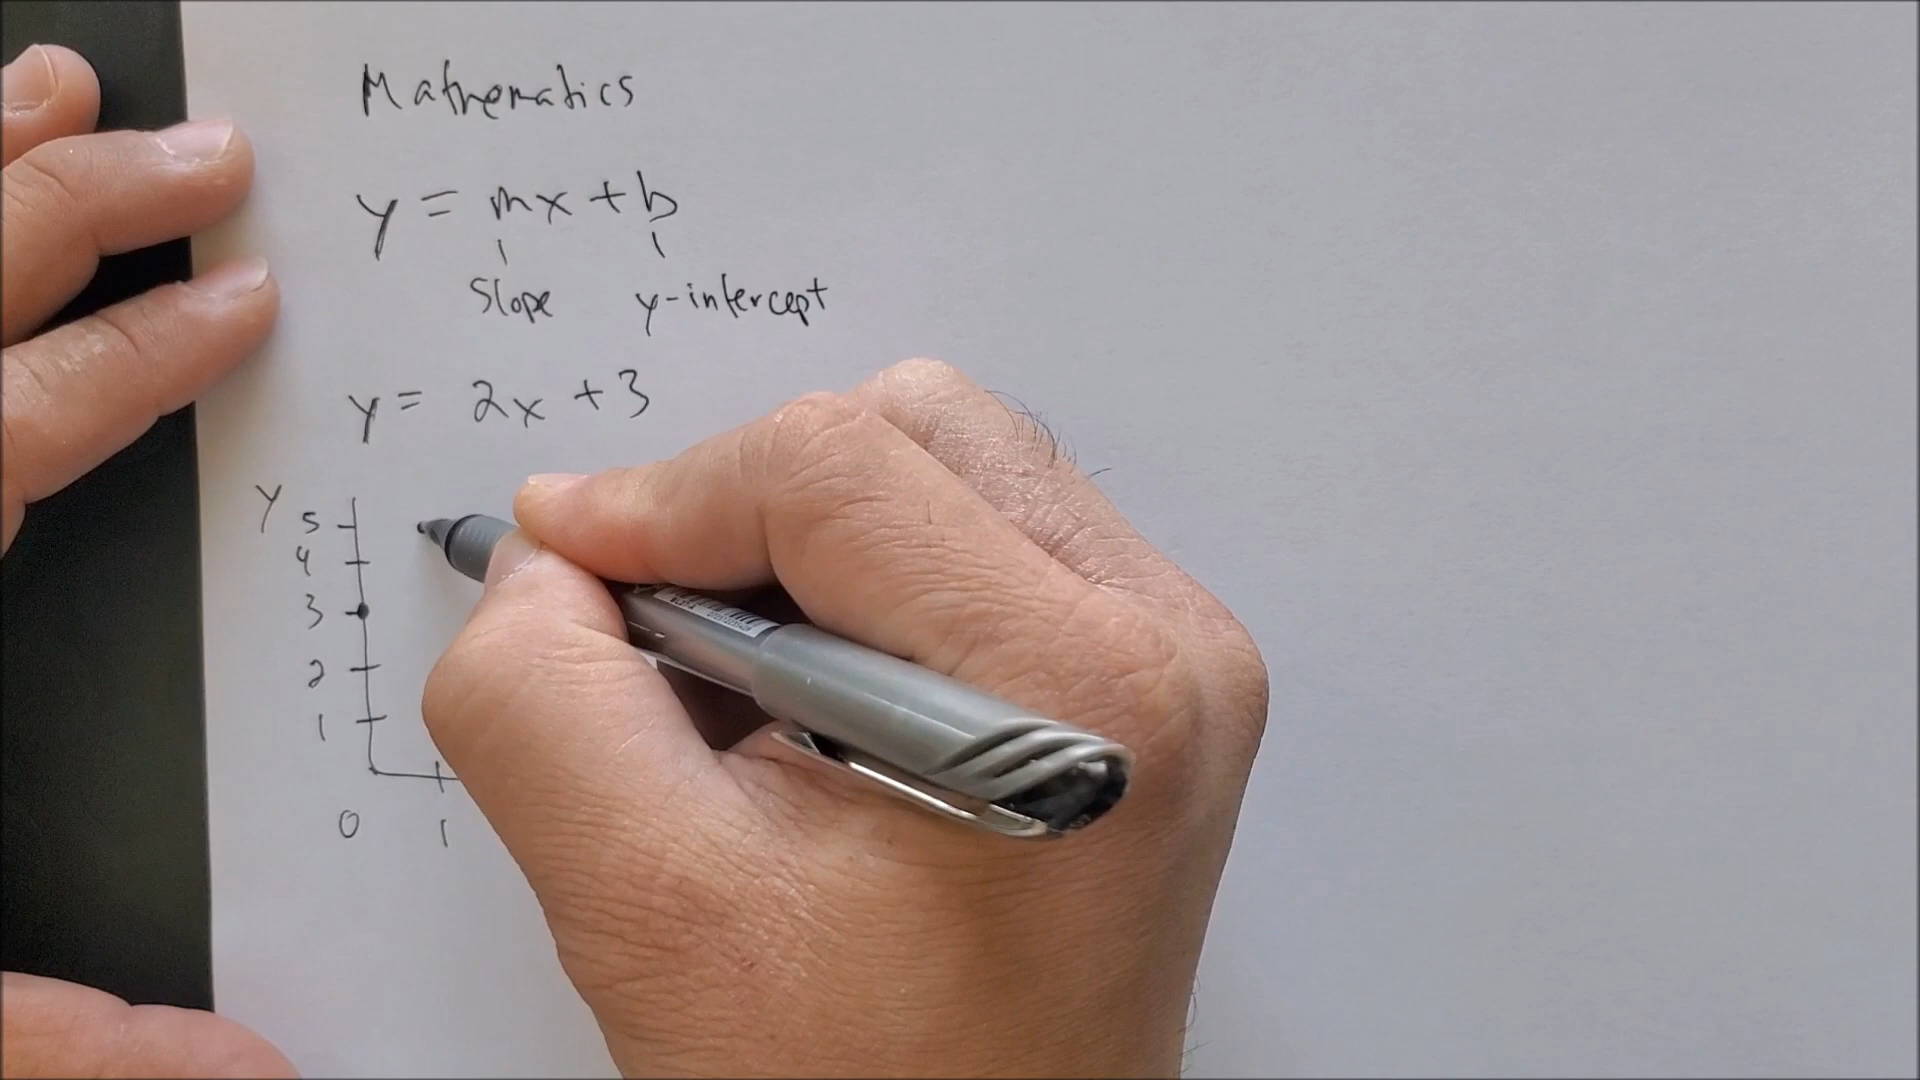 Mathematics
y = mx + b
slope y-intercept
y = 2x + 3
y
5
4
3
2
1
0 1